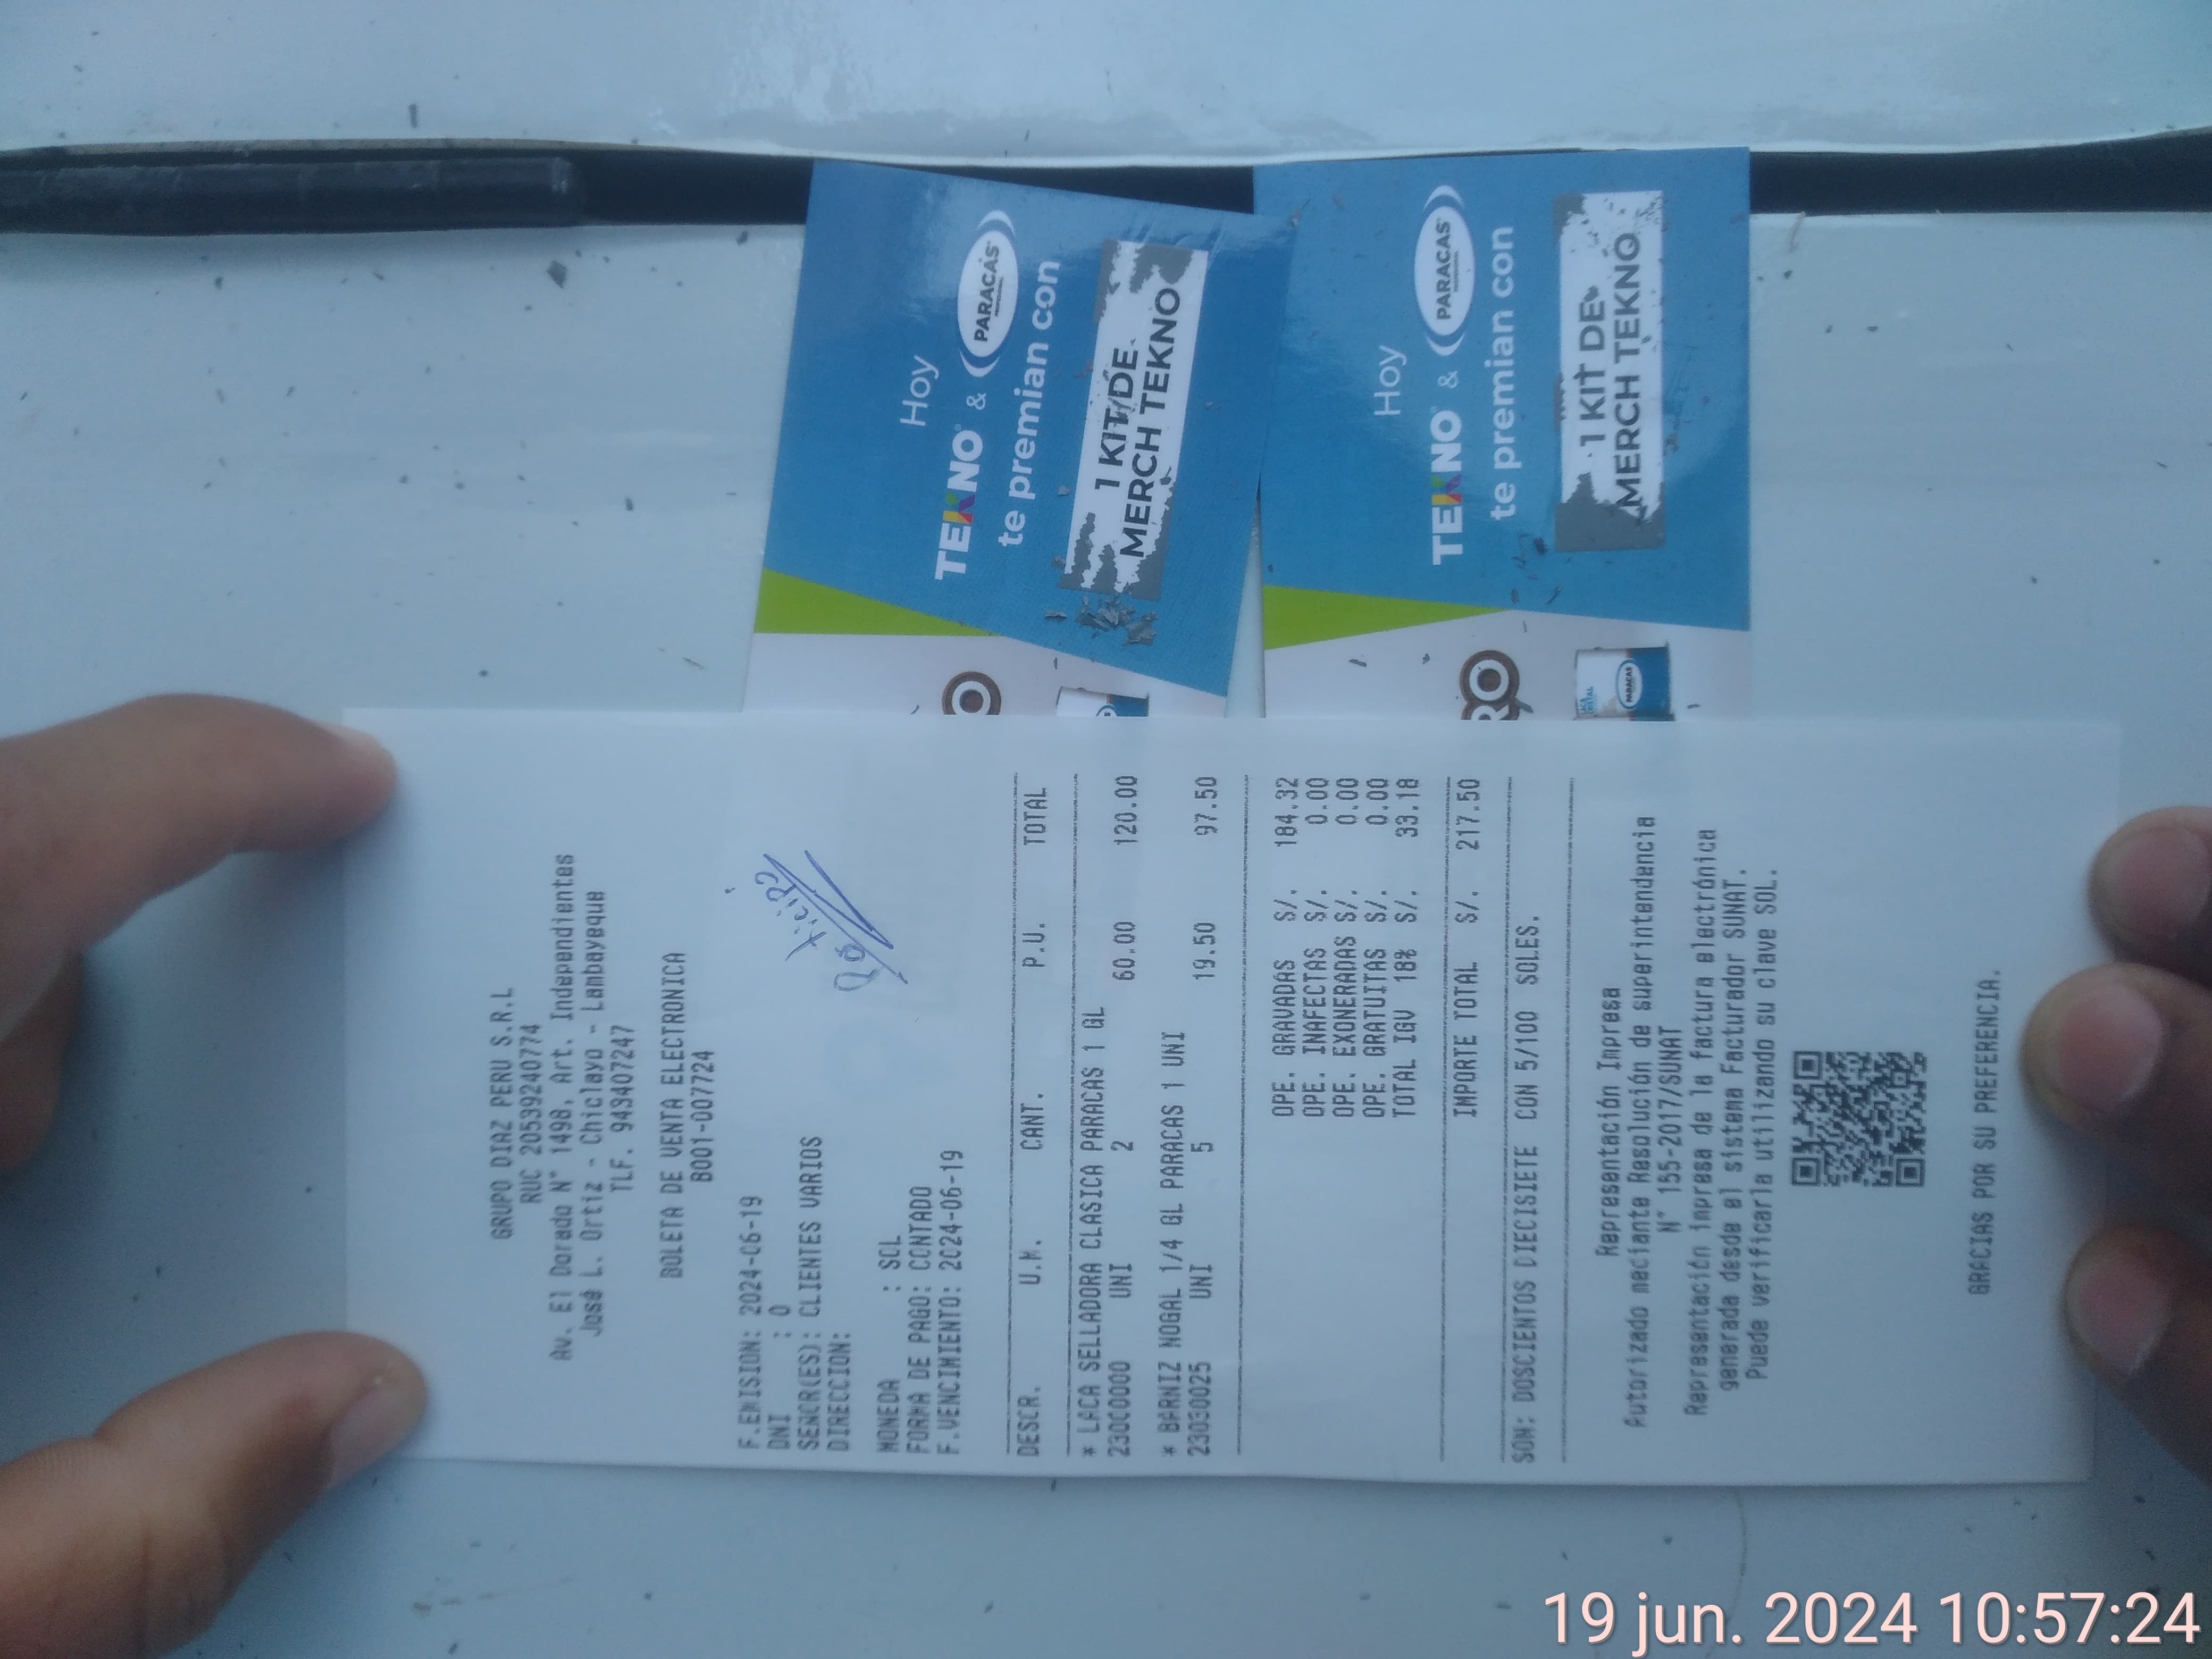 Hoy
TEKNO & PARACAS
te premian con
1 KIT DE
MERCH TEKNO
Hoy
TEKNO & PARACAS
te premian con
1 KIT DE
MERCH TEKNO
PARACAS
GRUPO DIAZ PERU S.R.L
RUC 20539240774
Av. El Dorado N° 1498, Art. Independientes
José L. Ortiz - Chiclayo - Lambayeque
TLF. 943407247
BOLETA DE VENTA ELECTRONICA
B001-007724
F.EMISION: 2024-06-19
DNI : 0
SENOR(ES): CLIENTES VARIOS
DIRECCION:
MONEDA : SOL
FORMA DE PAGO: CONTADO
F.VENCIMIENTO: 2024-06-19
DESCR. U.M. CANT. P.U. TOTAL
* LACA SELLADORA CLASICA PARACAS 1 GL
23000000 UNI 2 60.00 120.00
* BARNIZ NOGAL 1/4 GL PARACAS 1 UNI
23030025 UNI 5 19.50 97.50
OPE. GRAVADAS S/. 184.32
OPE. INAFECTAS S/. 0.00
OPE. EXONERADAS S/. 0.00
OPE. GRATUITAS S/. 0.00
TOTAL IGV 18% S/. 33.18
IMPORTE TOTAL S/. 217.50
SON: DOSCIENTOS DIECISIETE CON 5/100 SOLES.
Representación Impresa
Autorizado mediante Resolución de superintendencia
N° 155-2017/SUNAT
Representación impresa de la factura electrónica
generada desde el sistema Facturador SUNAT.
Puede verificarla utilizando su clave SOL.
GRACIAS POR SU PREFERENCIA.
19 jun. 2024 10:57:24